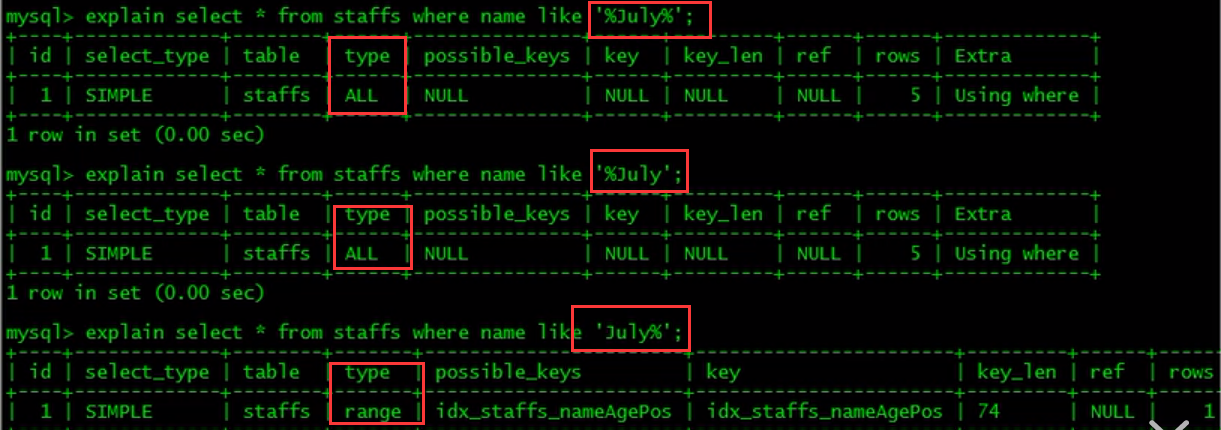 mysql> explain select * from staffs where name like '%July%';
+----+-------------+--------+------+---------------+------+---------+------+------+-------------+
| id | select_type | table | type | possible_keys | key | key_len | ref | rows | Extra |
+----+-------------+--------+------+---------------+------+---------+------+------+-------------+
| 1 | SIMPLE | staffs | ALL | NULL | NULL | NULL | NULL | 5 | Using where |
+----+-------------+--------+------+---------------+------+---------+------+------+-------------+
1 row in set (0.00 sec)
mysql> explain select * from staffs where name like '%July';
+----+-------------+--------+------+---------------+------+---------+------+------+-------------+
| id | select_type | table | type | possible_keys | key | key_len | ref | rows | Extra |
+----+-------------+--------+------+---------------+------+---------+------+------+-------------+
| 1 | SIMPLE | staffs | ALL | NULL | NULL | NULL | NULL | 5 | Using where |
+----+-------------+--------+------+---------------+------+---------+------+------+-------------+
1 row in set (0.00 sec)
mysql> explain select * from staffs where name like 'July%';
+----+-------------+--------+-------+-----------------------+-----------------------+---------+------+------
| id | select_type | table | type | possible_keys | key | key_len | ref | rows
+----+-------------+--------+-------+-----------------------+-----------------------+---------+------+------
| 1 | SIMPLE | staffs | range | idx_staffs_nameAgePos | idx_staffs_nameAgePos | 74 | NULL | 1